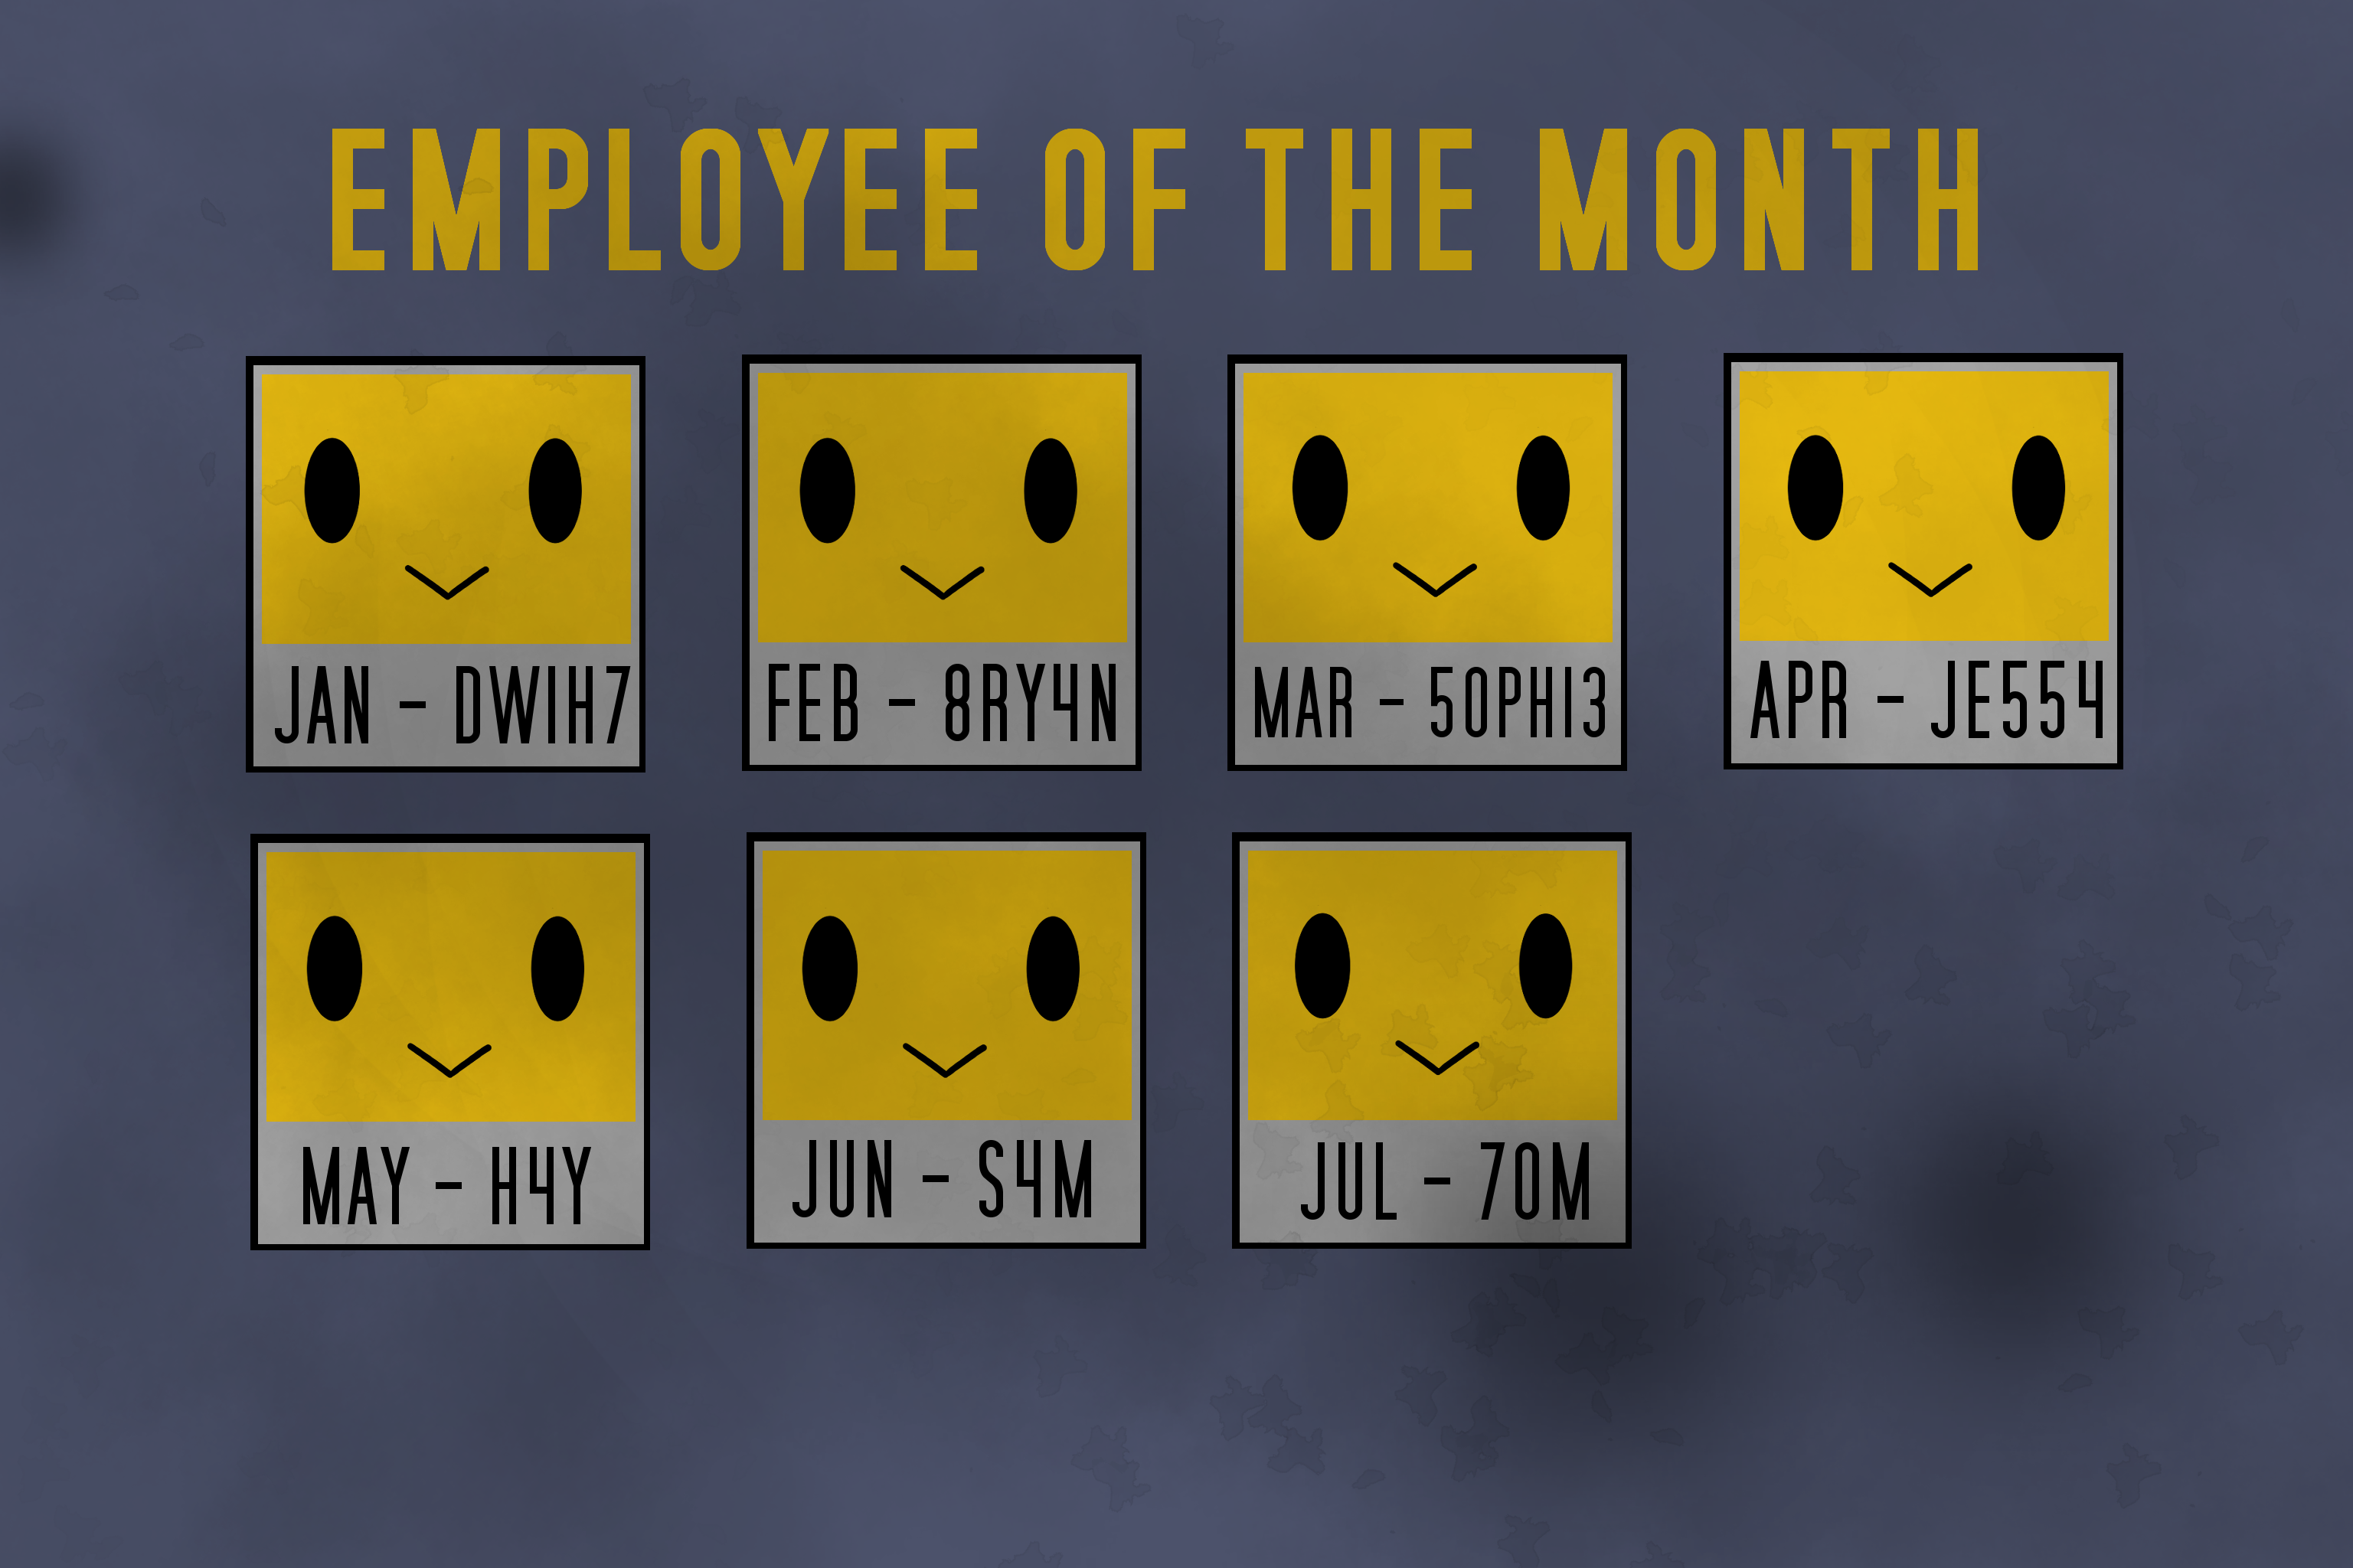 EMPLOYEE OF THE MONTH
JAN - DWIH7
FEB - 8RY4N
MAR - 50PHI3
APR - JE554
MAY - H4Y
JUN - S4M
JUL - 70M